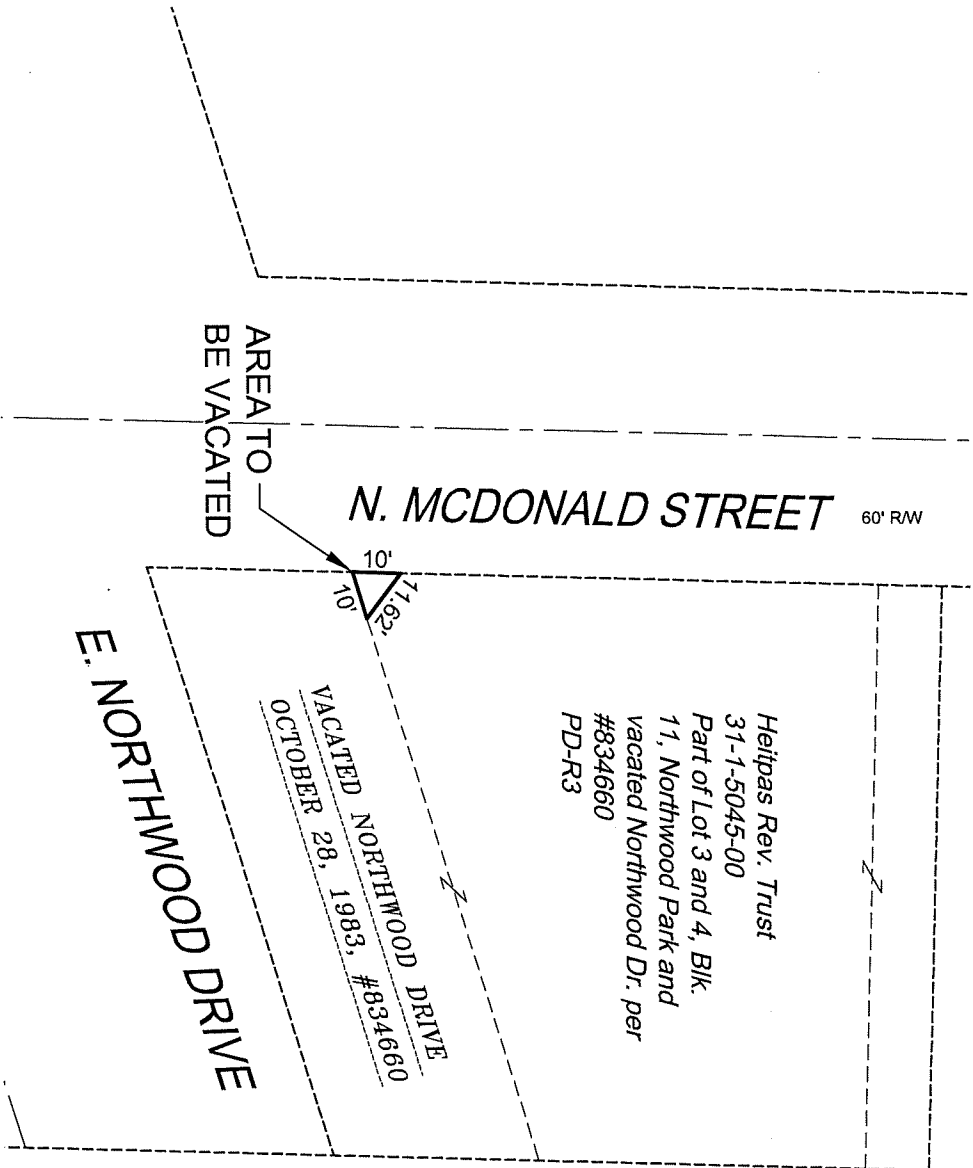 AREA TO
BE VACATED
N. MCDONALD STREET
60' R/W
10'
10'
11.62'
Heitpas Rev. Trust
31-1-5045-00
Part of Lot 3 and 4, Blk.
11, Northwood Park and
vacated Northwood Dr. per
#834660
PD-R3
VACATED NORTHWOOD DRIVE
OCTOBER 28, 1983, #834660
E. NORTHWOOD DRIVE